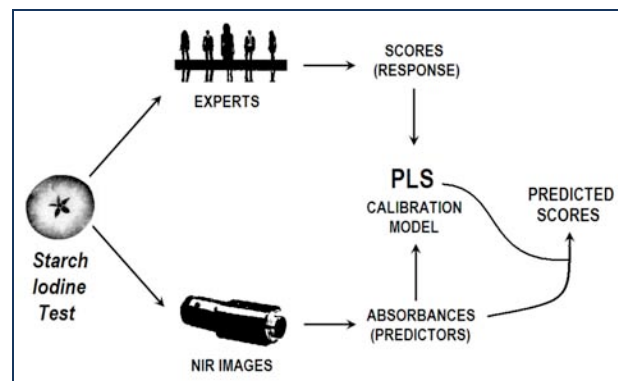 EXPERTS
SCORES
(RESPONSE)
PLS
CALIBRATION
MODEL
PREDICTED
SCORES
Starch
Iodine
Test
NIR IMAGES
ABSORBANCES
(PREDICTORS)